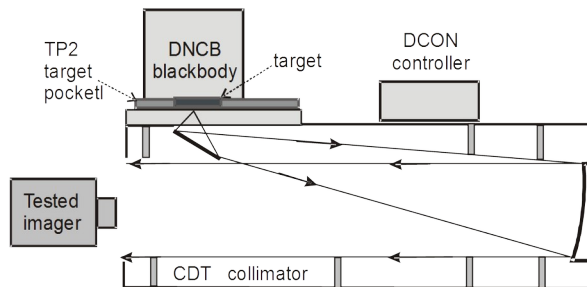 TP2
target
pocketl
DNCB
blackbody
target
DCON
controller
Tested
imager
CDT collimator